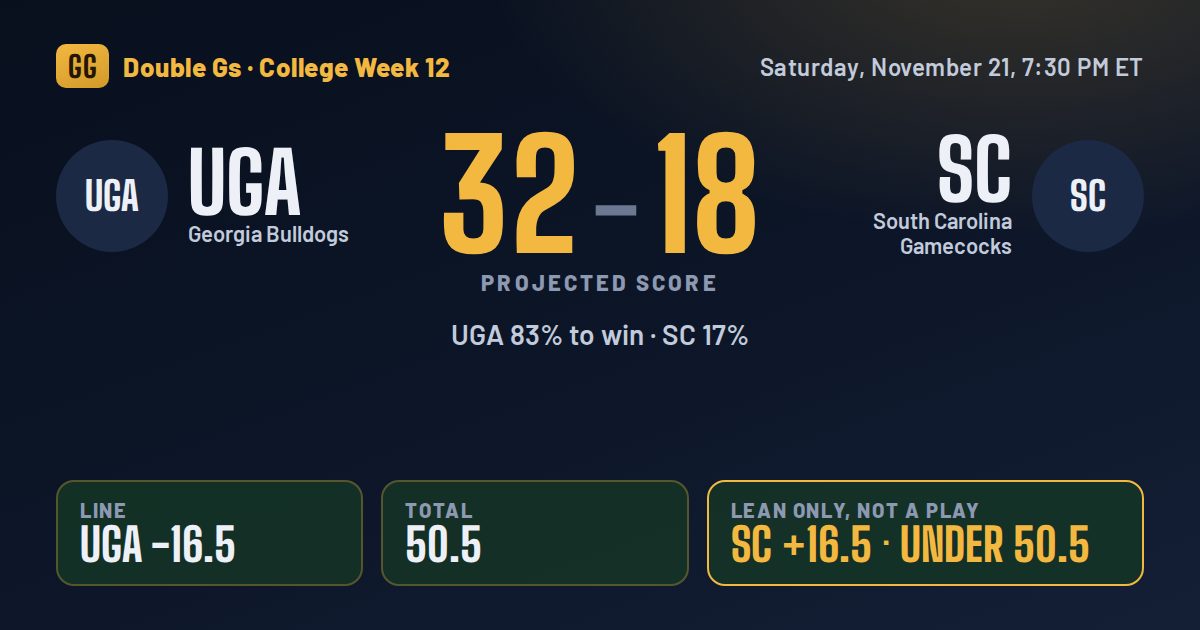 GG
Double Gs · College Week 12
Saturday, November 21, 7:30 PM ET
UGA
UGA
Georgia Bulldogs
32–18
PROJECTED SCORE
UGA 83% to win · SC 17%
SC
South Carolina
Gamecocks
SC
LINE
UGA −16.5
TOTAL
50.5
LEAN ONLY, NOT A PLAY
SC +16.5 · UNDER 50.5